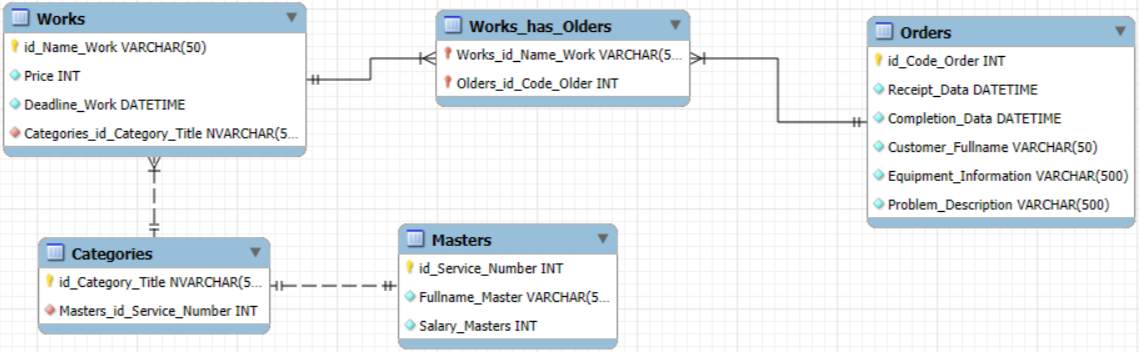 Works
id_Name_Work VARCHAR(50)
Price INT
Deadline_Work DATETIME
Categories_id_Category_Title NVARCHAR(5...
Works_has_Olders
Works_id_Name_Work VARCHAR(5...
Olders_id_Code_Older INT
Orders
id_Code_Order INT
Receipt_Data DATETIME
Completion_Data DATETIME
Customer_Fullname VARCHAR(50)
Equipment_Information VARCHAR(500)
Problem_Description VARCHAR(500)
Categories
id_Category_Title NVARCHAR(5...
Masters_id_Service_Number INT
Masters
id_Service_Number INT
Fullname_Master VARCHAR(5...
Salary_Masters INT